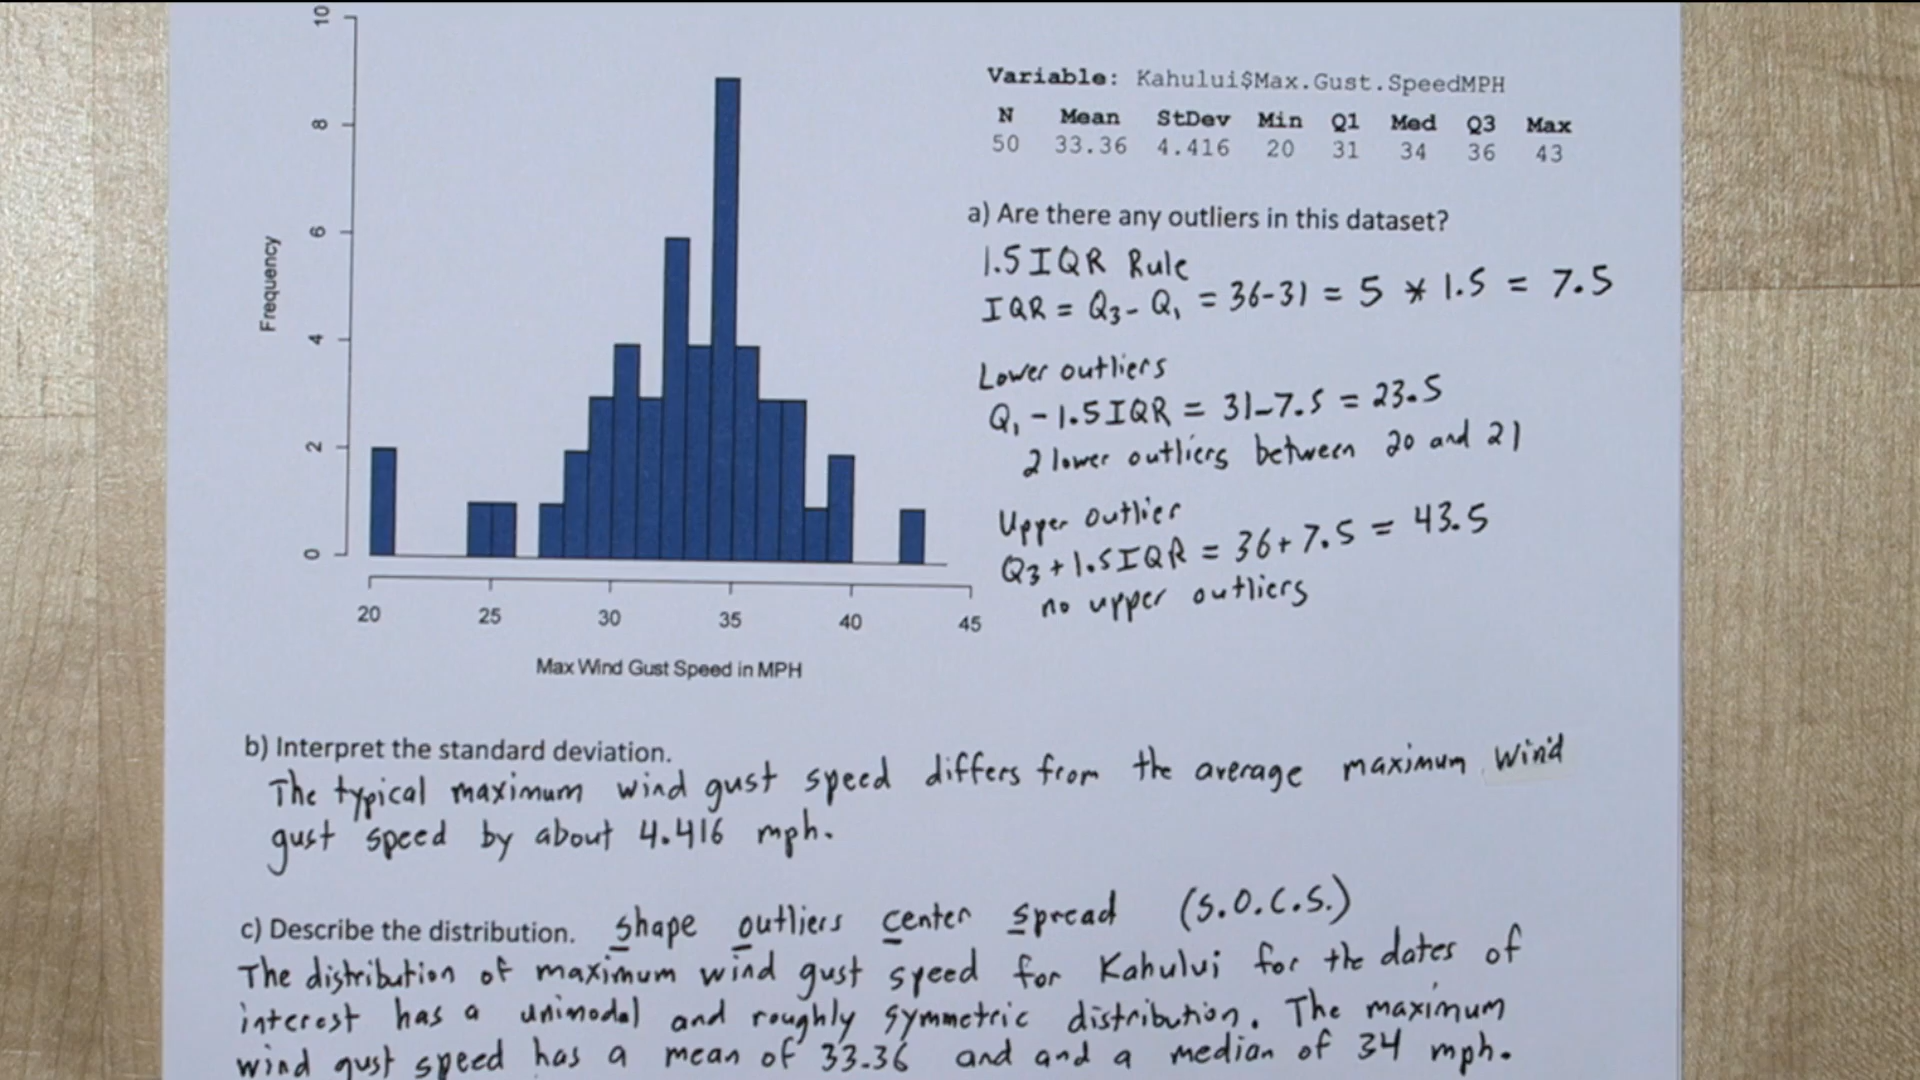 10
8
6
4
2
0
Frequency
20 25 30 35 40 45
Max Wind Gust Speed in MPH
Variable: Kahului$Max.Gust.SpeedMPH
N Mean StDev Min Q1 Med Q3 Max
50 33.36 4.416 20 31 34 36 43
a) Are there any outliers in this dataset?
1.5 IQR Rule
IQR = Q₃ - Q₁ = 36-31 = 5 * 1.5 = 7.5
Lower outliers
Q₁ - 1.5IQR = 31-7.5 = 23.5
2 lower outliers between 20 and 21
Upper outlier
Q₃ + 1.5IQR = 36+7.5 = 43.5
no upper outliers
b) Interpret the standard deviation.
The typical maximum wind gust speed differs from the average maximum wind
gust speed by about 4.416 mph.
c) Describe the distribution. shape outliers center spread (S.O.C.S.)
The distribution of maximum wind gust speed for Kahului for the dates of
interest has a unimodal and roughly symmetric distribution. The maximum
wind gust speed has a mean of 33.36 and and a median of 34 mph.